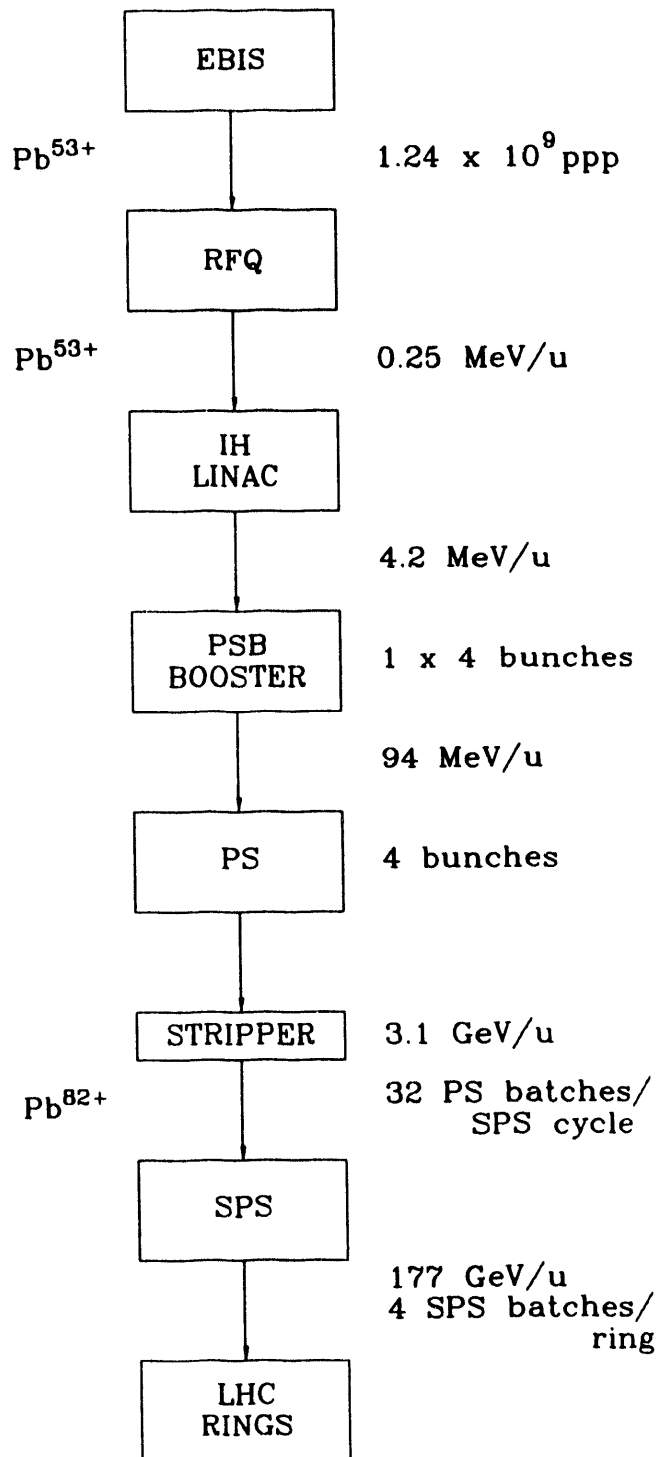 EBIS
Pb⁵³⁺
1.24 x 10⁹ ppp
RFQ
Pb⁵³⁺
0.25 MeV/u
IH
LINAC
4.2 MeV/u
PSB
BOOSTER
1 x 4 bunches
94 MeV/u
PS
4 bunches
STRIPPER
3.1 GeV/u
Pb⁸²⁺
32 PS batches/
SPS cycle
SPS
177 GeV/u
4 SPS batches/
ring
LHC
RINGS